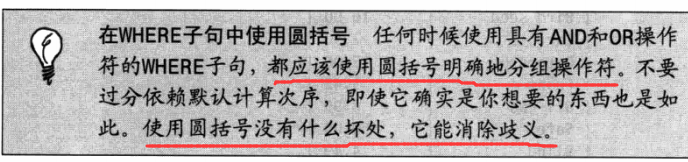 在WHERE子句中使用圆括号 任何时候使用具有AND和OR操作
符的WHERE子句，都应该使用圆括号明确地分组操作符。不要
过分依赖默认计算次序，即使它确实是你想要的东西也是如
此。使用圆括号没有什么坏处，它能消除歧义。